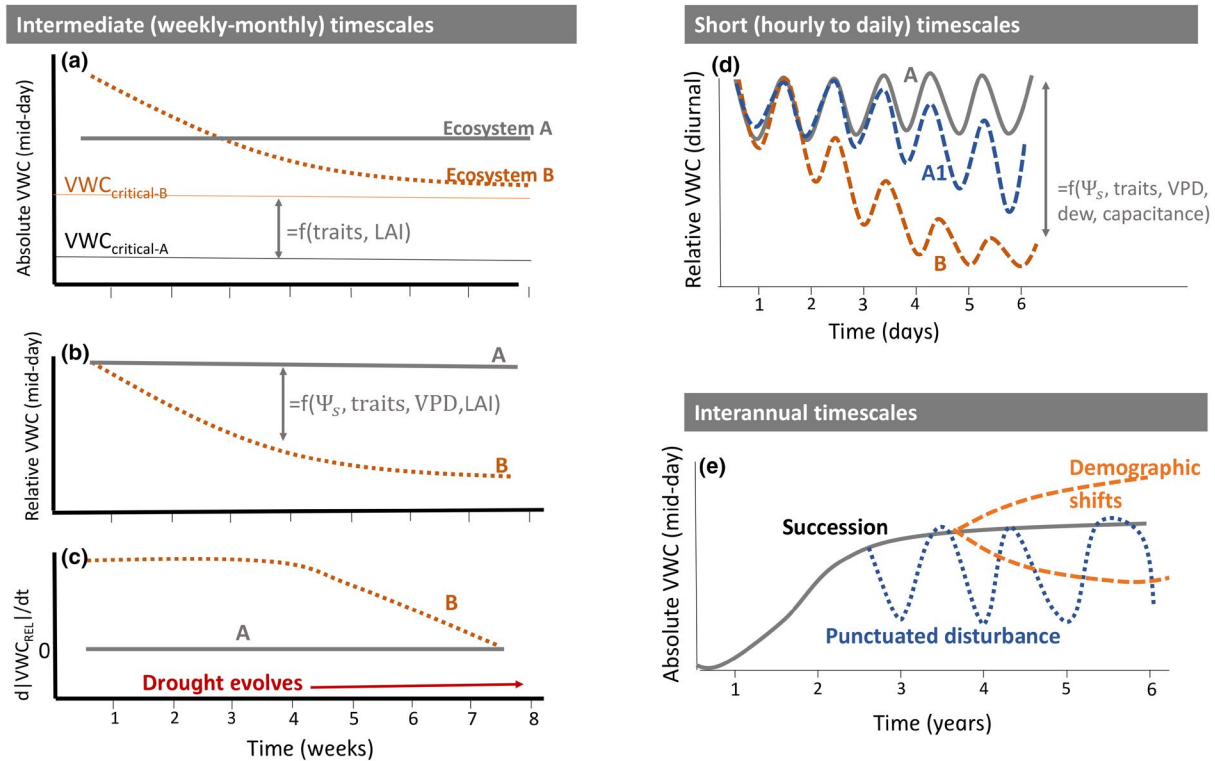 Intermediate (weekly-monthly) timescales
(a)
Absolute VWC (mid-day)
Ecosystem A
Ecosystem B
VWCcritical-B
VWCcritical-A
=f(traits, LAI)
(b)
Relative VWC (mid-day)
A
=f(Ψs, traits, VPD,LAI)
B
(c)
d|VWCREL|/dt
0
A
B
Drought evolves
1 2 3 4 5 6 7 8
Time (weeks)
Short (hourly to daily) timescales
(d)
Relative VWC (diurnal)
A
A1
B
=f(Ψs, traits, VPD,
dew, capacitance)
1 2 3 4 5 6
Time (days)
Interannual timescales
(e)
Absolute VWC (mid-day)
Demographic
shifts
Succession
Punctuated disturbance
1 2 3 4 5 6
Time (years)